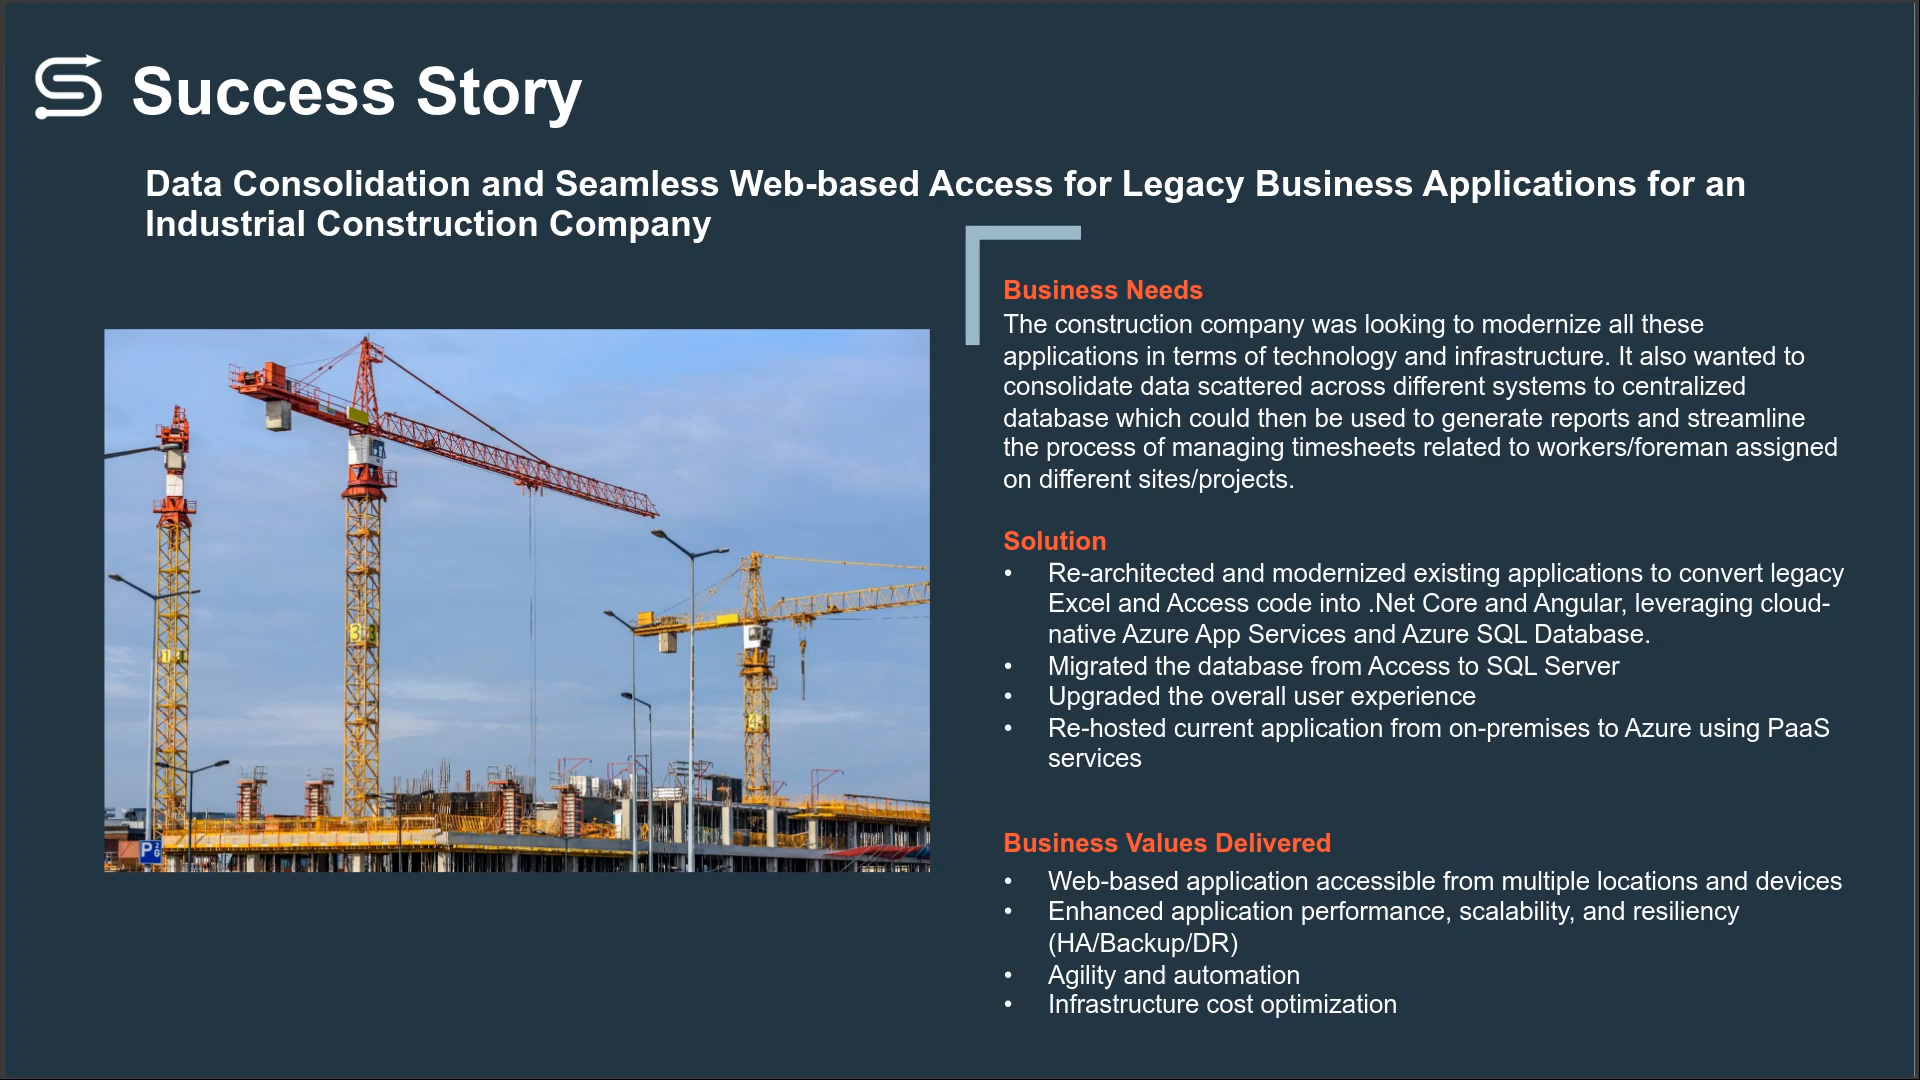 Success Story
Data Consolidation and Seamless Web-based Access for Legacy Business Applications for an
Industrial Construction Company
Business Needs
The construction company was looking to modernize all these
applications in terms of technology and infrastructure. It also wanted to
consolidate data scattered across different systems to centralized
database which could then be used to generate reports and streamline
the process of managing timesheets related to workers/foreman assigned
on different sites/projects.
Solution
• Re-architected and modernized existing applications to convert legacy
Excel and Access code into .Net Core and Angular, leveraging cloud-
native Azure App Services and Azure SQL Database.
• Migrated the database from Access to SQL Server
• Upgraded the overall user experience
• Re-hosted current application from on-premises to Azure using PaaS
services
Business Values Delivered
• Web-based application accessible from multiple locations and devices
• Enhanced application performance, scalability, and resiliency
(HA/Backup/DR)
• Agility and automation
• Infrastructure cost optimization
P